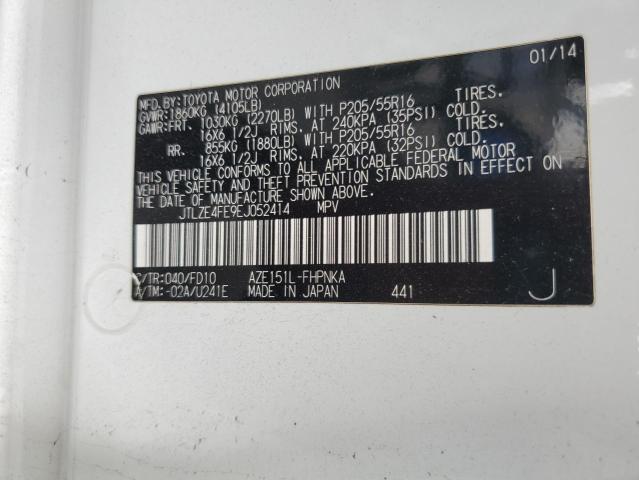 MFD.BY:TOYOTA MOTOR CORPORATION 01/14
GVWR:1860KG (4105LB)
GAWR:FRT. 1030KG (2270LB) WITH P205/55R16 TIRES.
16X6 1/2J RIMS, AT 240KPA (35PSI) COLD.
RR. 855KG (1880LB) WITH P205/55R16 TIRES.
16X6 1/2J RIMS, AT 220KPA (32PSI) COLD.
THIS VEHICLE CONFORMS TO ALL APPLICABLE FEDERAL MOTOR
VEHICLE SAFETY AND THEFT PREVENTION STANDARDS IN EFFECT ON
THE DATE OF MANUFACTURE SHOWN ABOVE.
JTLZE4FE9EJ052414 MPV
C/TR:040/FD10 AZE151L-FHPNKA
A/TM:-02A/U241E MADE IN JAPAN 441 J